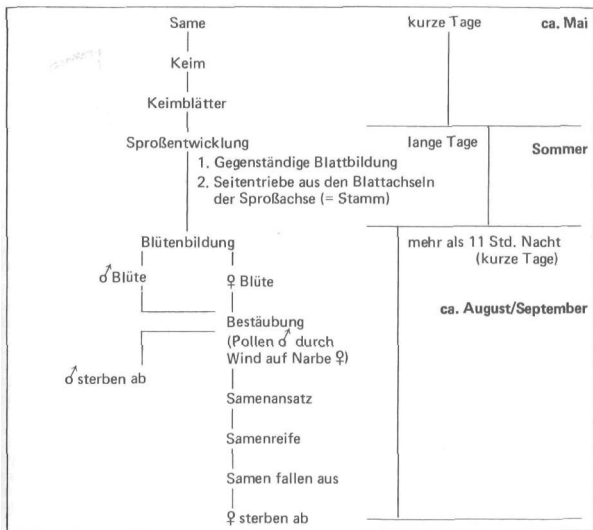 Same
kurze Tage
ca. Mai
Keim
Keimblätter
Sproßentwicklung
lange Tage
Sommer
1. Gegenständige Blattbildung
2. Seitentriebe aus den Blattachseln
der Sproßachse (= Stamm)
Blütenbildung
mehr als 11 Std. Nacht
(kurze Tage)
♂ Blüte
♀ Blüte
ca. August/September
Bestäubung
(Pollen ♂ durch
Wind auf Narbe ♀)
♂ sterben ab
Samenansatz
Samenreife
Samen fallen aus
♀ sterben ab